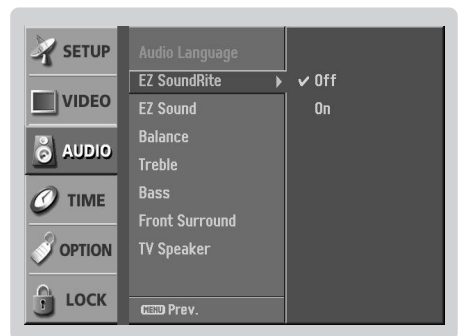 SETUP
VIDEO
AUDIO
TIME
OPTION
LOCK
Audio Language
EZ SoundRite
EZ Sound
Balance
Treble
Bass
Front Surround
TV Speaker
MENU Prev.
Off
On